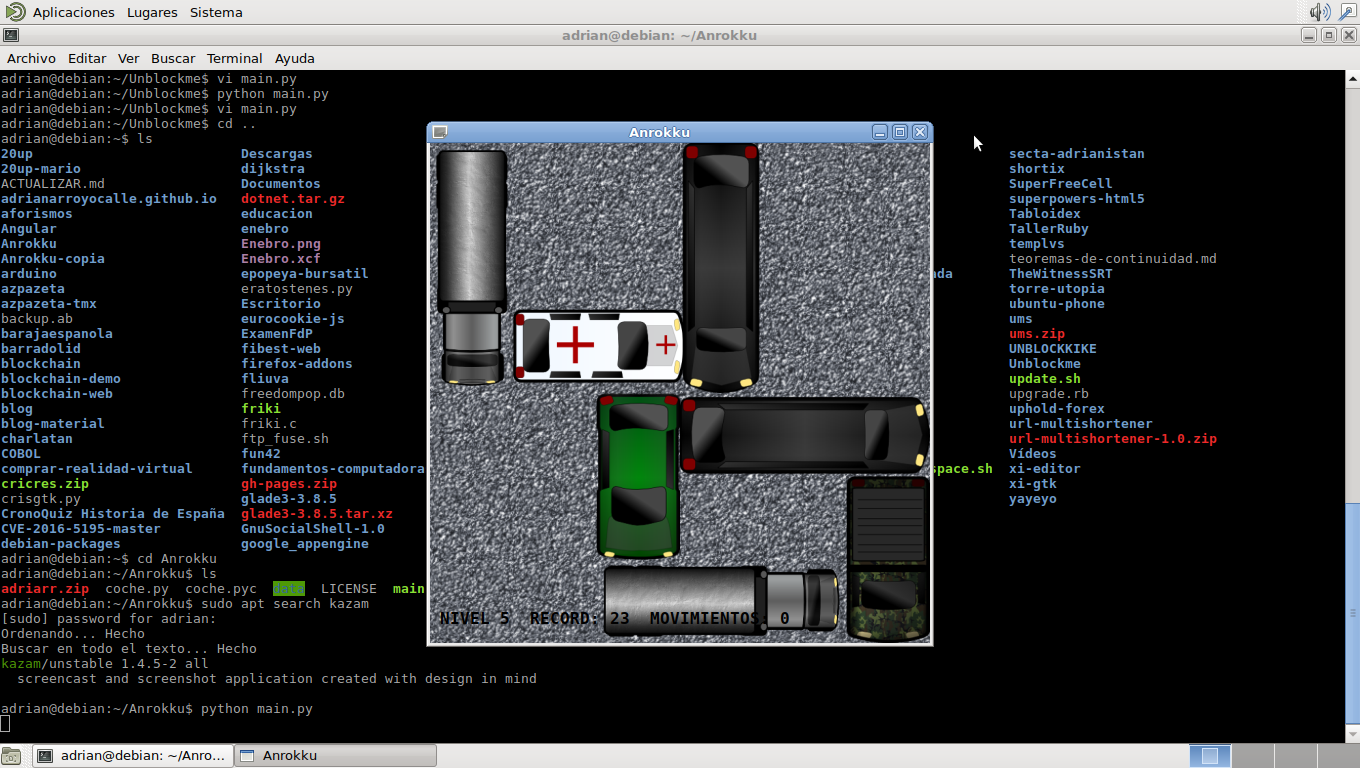 Aplicaciones Lugares Sistema
adrian@debian: ~/Anrokku
Archivo Editar Ver Buscar Terminal Ayuda
adrian@debian:~/Unblockme$ vi main.py
adrian@debian:~/Unblockme$ python main.py
adrian@debian:~/Unblockme$ vi main.py
adrian@debian:~/Unblockme$ cd ..
adrian@debian:~$ ls
20up Descargas secta-adrianistan
20up-mario dijkstra shortix
ACTUALIZAR.md Documentos SuperFreeCell
adrianarroyocalle.github.io dotnet.tar.gz superpowers-html5
aforismos educacion Tabloidex
Angular enebro TallerRuby
Anrokku Enebro.png templvs
Anrokku-copia Enebro.xcf teoremas-de-continuidad.md
arduino epopeya-bursatil ada TheWitnessSRT
azpazeta eratostenes.py torre-utopia
azpazeta-tmx Escritorio ubuntu-phone
backup.ab eurocookie-js ums
barajaespanola ExamenFdP ums.zip
barradolid fibest-web UNBLOCKKIKE
blockchain firefox-addons Unblockme
blockchain-demo fliuva update.sh
blockchain-web freedompop.db upgrade.rb
blog friki uphold-forex
blog-material friki.c url-multishortener
charlatan ftp_fuse.sh url-multishortener-1.0.zip
COBOL fun42 Vídeos
comprar-realidad-virtual fundamentos-computadora space.sh xi-editor
cricres.zip gh-pages.zip xi-gtk
crisgtk.py glade3-3.8.5 yayeyo
CronoQuiz Historia de España glade3-3.8.5.tar.xz
CVE-2016-5195-master GnuSocialShell-1.0
debian-packages google_appengine
adrian@debian:~$ cd Anrokku
adrian@debian:~/Anrokku$ ls
adriarr.zip coche.py coche.pyc data LICENSE main
adrian@debian:~/Anrokku$ sudo apt search kazam
[sudo] password for adrian:
Ordenando... Hecho
Buscar en todo el texto... Hecho
kazam/unstable 1.4.5-2 all
screencast and screenshot application created with design in mind
adrian@debian:~/Anrokku$ python main.py
Anrokku
NIVEL 5 RECORD: 23 MOVIMIENTOS: 0
adrian@debian: ~/Anro... Anrokku